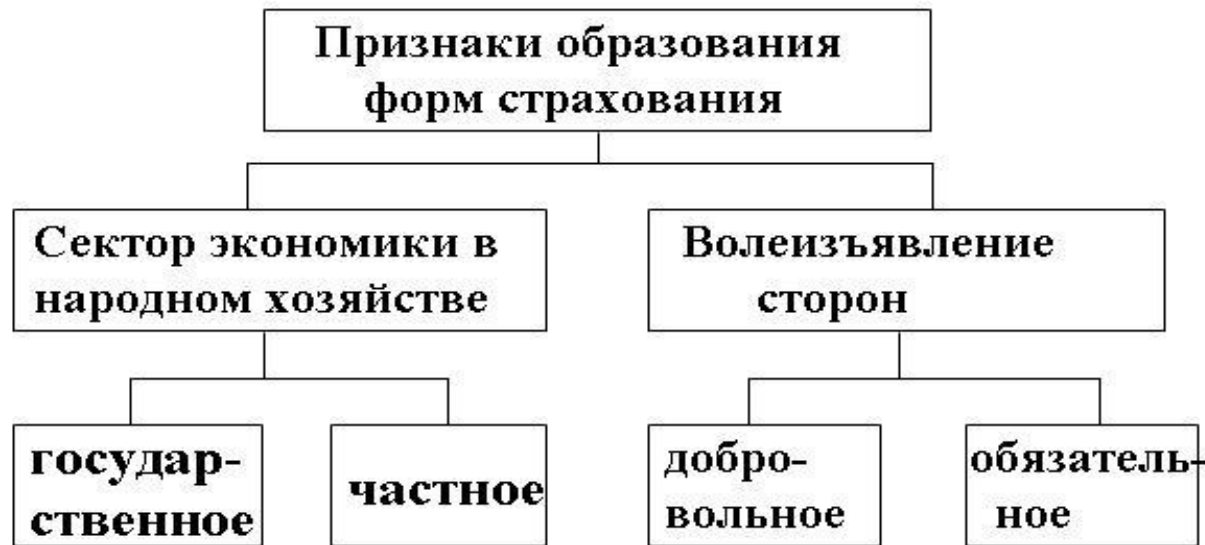 Признаки образования
форм страхования
Сектор экономики в
народном хозяйстве
Волеизъявление
сторон
государ-
ственное
частное
добро-
вольное
обязатель-
ное